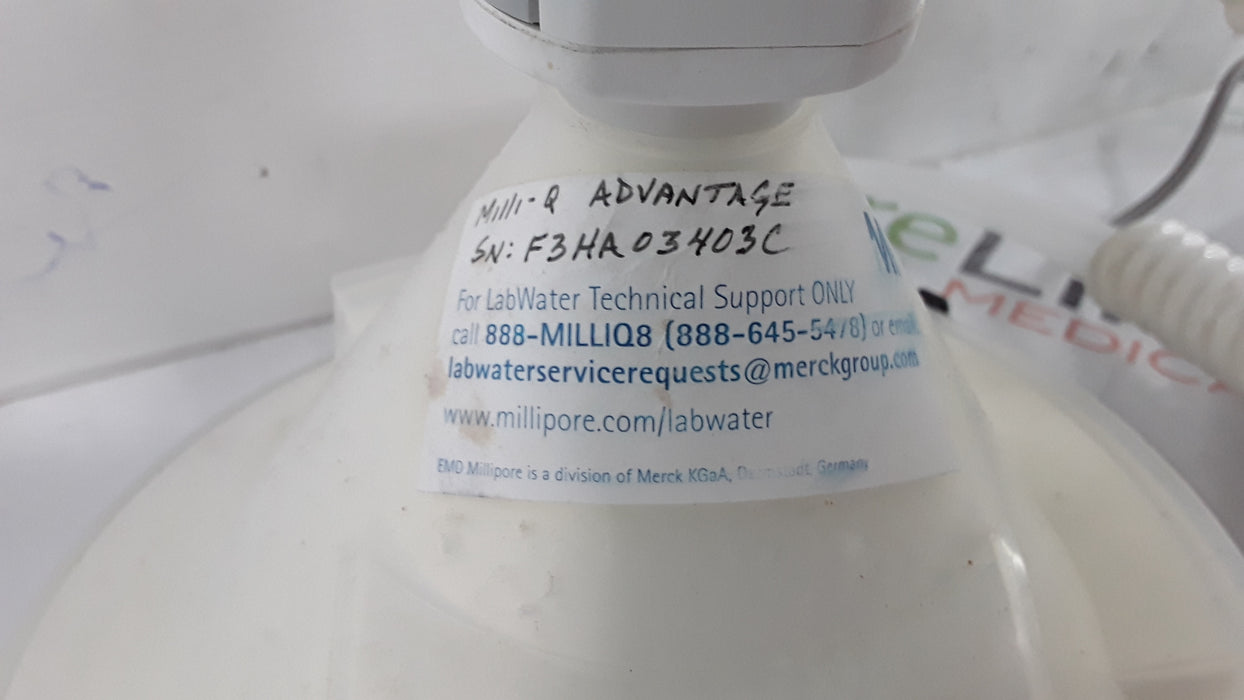 Milli-Q ADVANTAGE
SN: F3HA03403C
For LabWater Technical Support ONLY
call 888-MILLIQ8 (888-645-5478) or email
labwaterservicerequests@merckgroup.com
www.millipore.com/labwater
EMD Millipore is a division of Merck KGaA, Darmstadt, Germany